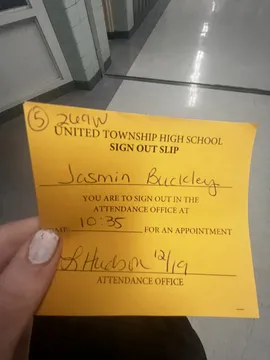 ⑤ 269W
UNITED TOWNSHIP HIGH SCHOOL
SIGN OUT SLIP
Jasmin Buckley
YOU ARE TO SIGN OUT IN THE
ATTENDANCE OFFICE AT
10:35 FOR AN APPOINTMENT
Hudson 12/19
ATTENDANCE OFFICE